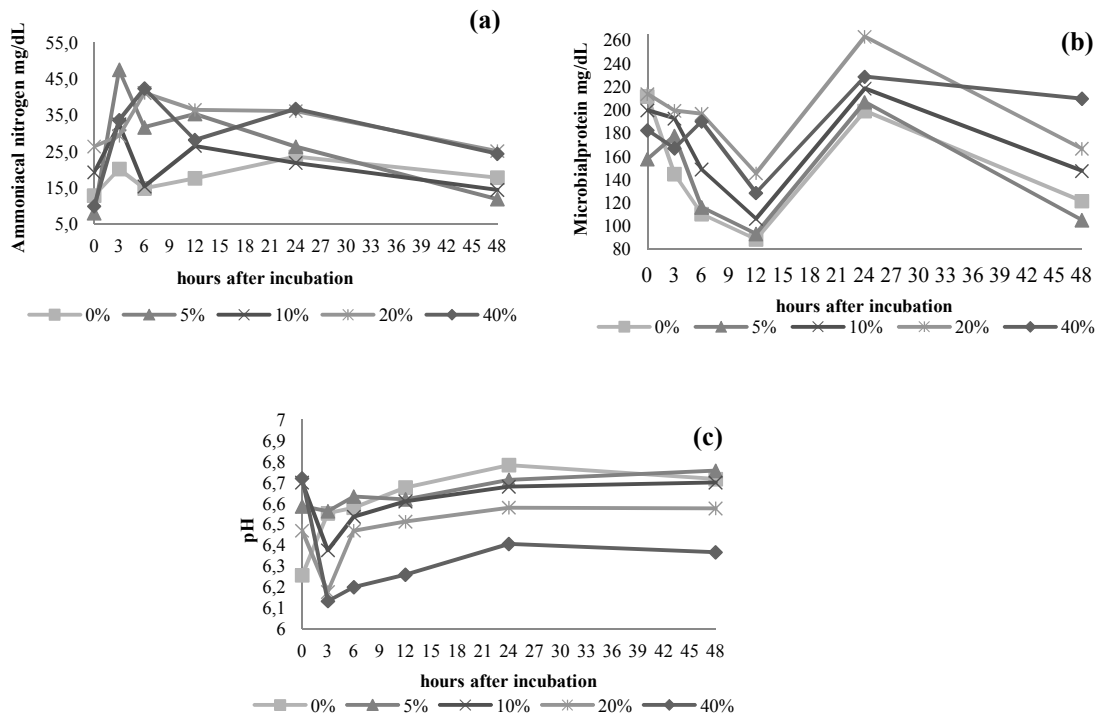 (a)
Ammoniacal nitrogen mg/dL
55,0
45,0
35,0
25,0
15,0
5,0
0 3 6 9 12 15 18 21 24 27 30 33 36 39 42 45 48
hours after incubation
0% 5% 10% 20% 40%
(b)
Microbialprotein mg/dL
260
240
220
200
180
160
140
120
100
80
0 3 6 9 12 15 18 21 24 27 30 33 36 39 42 45 48
hours after incubation
0% 5% 10% 20% 40%
(c)
pH
7
6,9
6,8
6,7
6,6
6,5
6,4
6,3
6,2
6,1
6
0 3 6 9 12 15 18 21 24 27 30 33 36 39 42 45 48
hours after incubation
0% 5% 10% 20% 40%